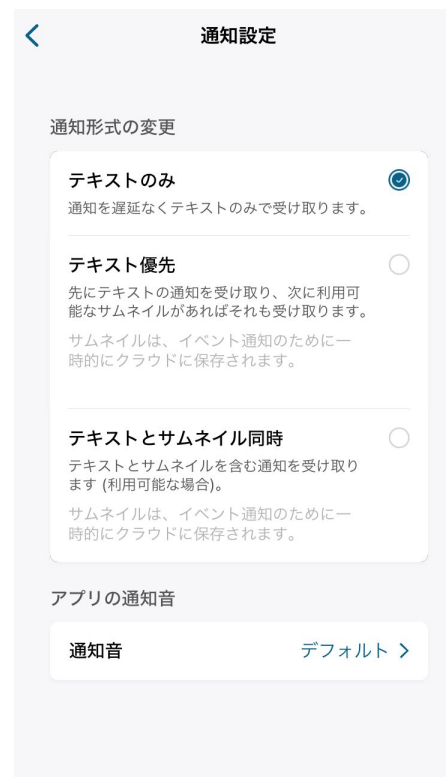 通知設定
通知形式の変更
テキストのみ
通知を遅延なくテキストのみで受け取ります。
テキスト優先
先にテキストの通知を受け取り、次に利用可
能なサムネイルがあればそれも受け取ります。
サムネイルは、イベント通知のために一
時的にクラウドに保存されます。
テキストとサムネイル同時
テキストとサムネイルを含む通知を受け取り
ます (利用可能な場合)。
サムネイルは、イベント通知のために一
時的にクラウドに保存されます。
アプリの通知音
通知音 デフォルト